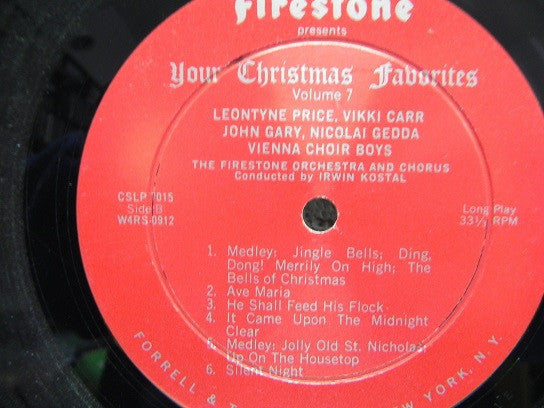 Firestone
presents
Your Christmas Favorites
Volume 7
LEONTYNE PRICE, VIKKI CARR
JOHN GARY, NICOLAI GEDDA
VIENNA CHOIR BOYS
THE FIRESTONE ORCHESTRA AND CHORUS
Conducted by IRWIN KOSTAL
CSLP 7015
Side B
W4RS-0912
Long Play
33⅓ RPM
1. Medley: Jingle Bells; Ding,
Dong! Merrily On High; The
Bells of Christmas
2. Ave Maria
3. He Shall Feed His Flock
4. It Came Upon The Midnight
Clear
5. Medley: Jolly Old St. Nicholas;
Up On The Housetop
6. Silent Night
FORRELL & T YORK, N.Y.